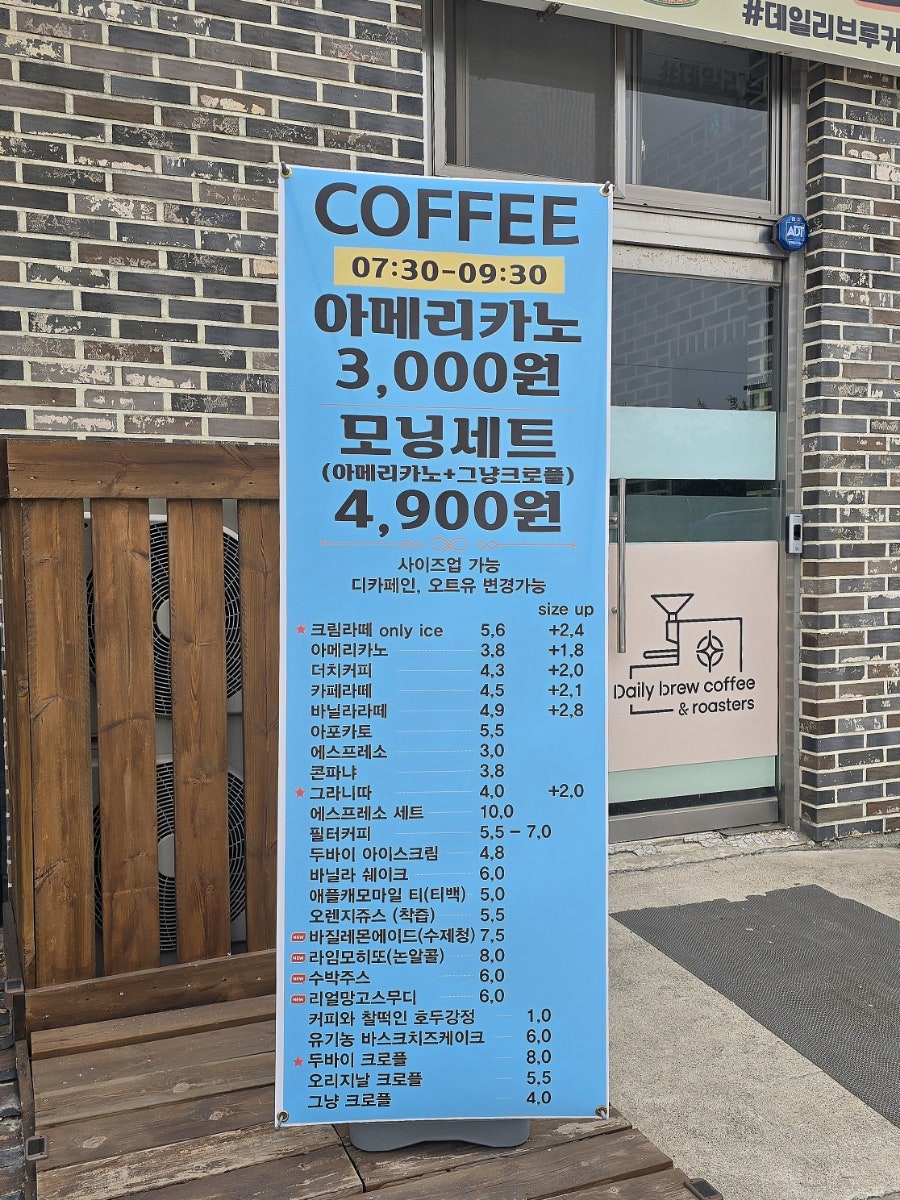 #데일리브루커
COFFEE
07:30-09:30
아메리카노
3,000원
모닝세트
(아메리카노+그냥크로플)
4,900원
사이즈업 가능
디카페인, 오트유 변경가능
size up
크림라떼 only ice 5,6 +2,4
아메리카노 3,8 +1,8
더치커피 4,3 +2,0
카페라떼 4,5 +2,1
바닐라라떼 4,9 +2,8
아포카토 5,5
에스프레소 3,0
콘파냐 3,8
그라니따 4,0 +2,0
에스프레소 세트 10,0
필터커피 5,5 – 7,0
두바이 아이스크림 4,8
바닐라 쉐이크 6,0
애플캐모마일 티(티백) 5,0
오렌지쥬스 (착즙) 5,5
NEW 바질레몬에이드(수제청) 7,5
NEW 라임모히또(논알콜) 8,0
NEW 수박주스 6,0
NEW 리얼망고스무디 6,0
커피와 찰떡인 호두강정 1,0
유기농 바스크치즈케이크 6,0
두바이 크로플 8,0
오리지날 크로플 5,5
그냥 크로플 4,0
ADT
Daily brew coffee
& roasters